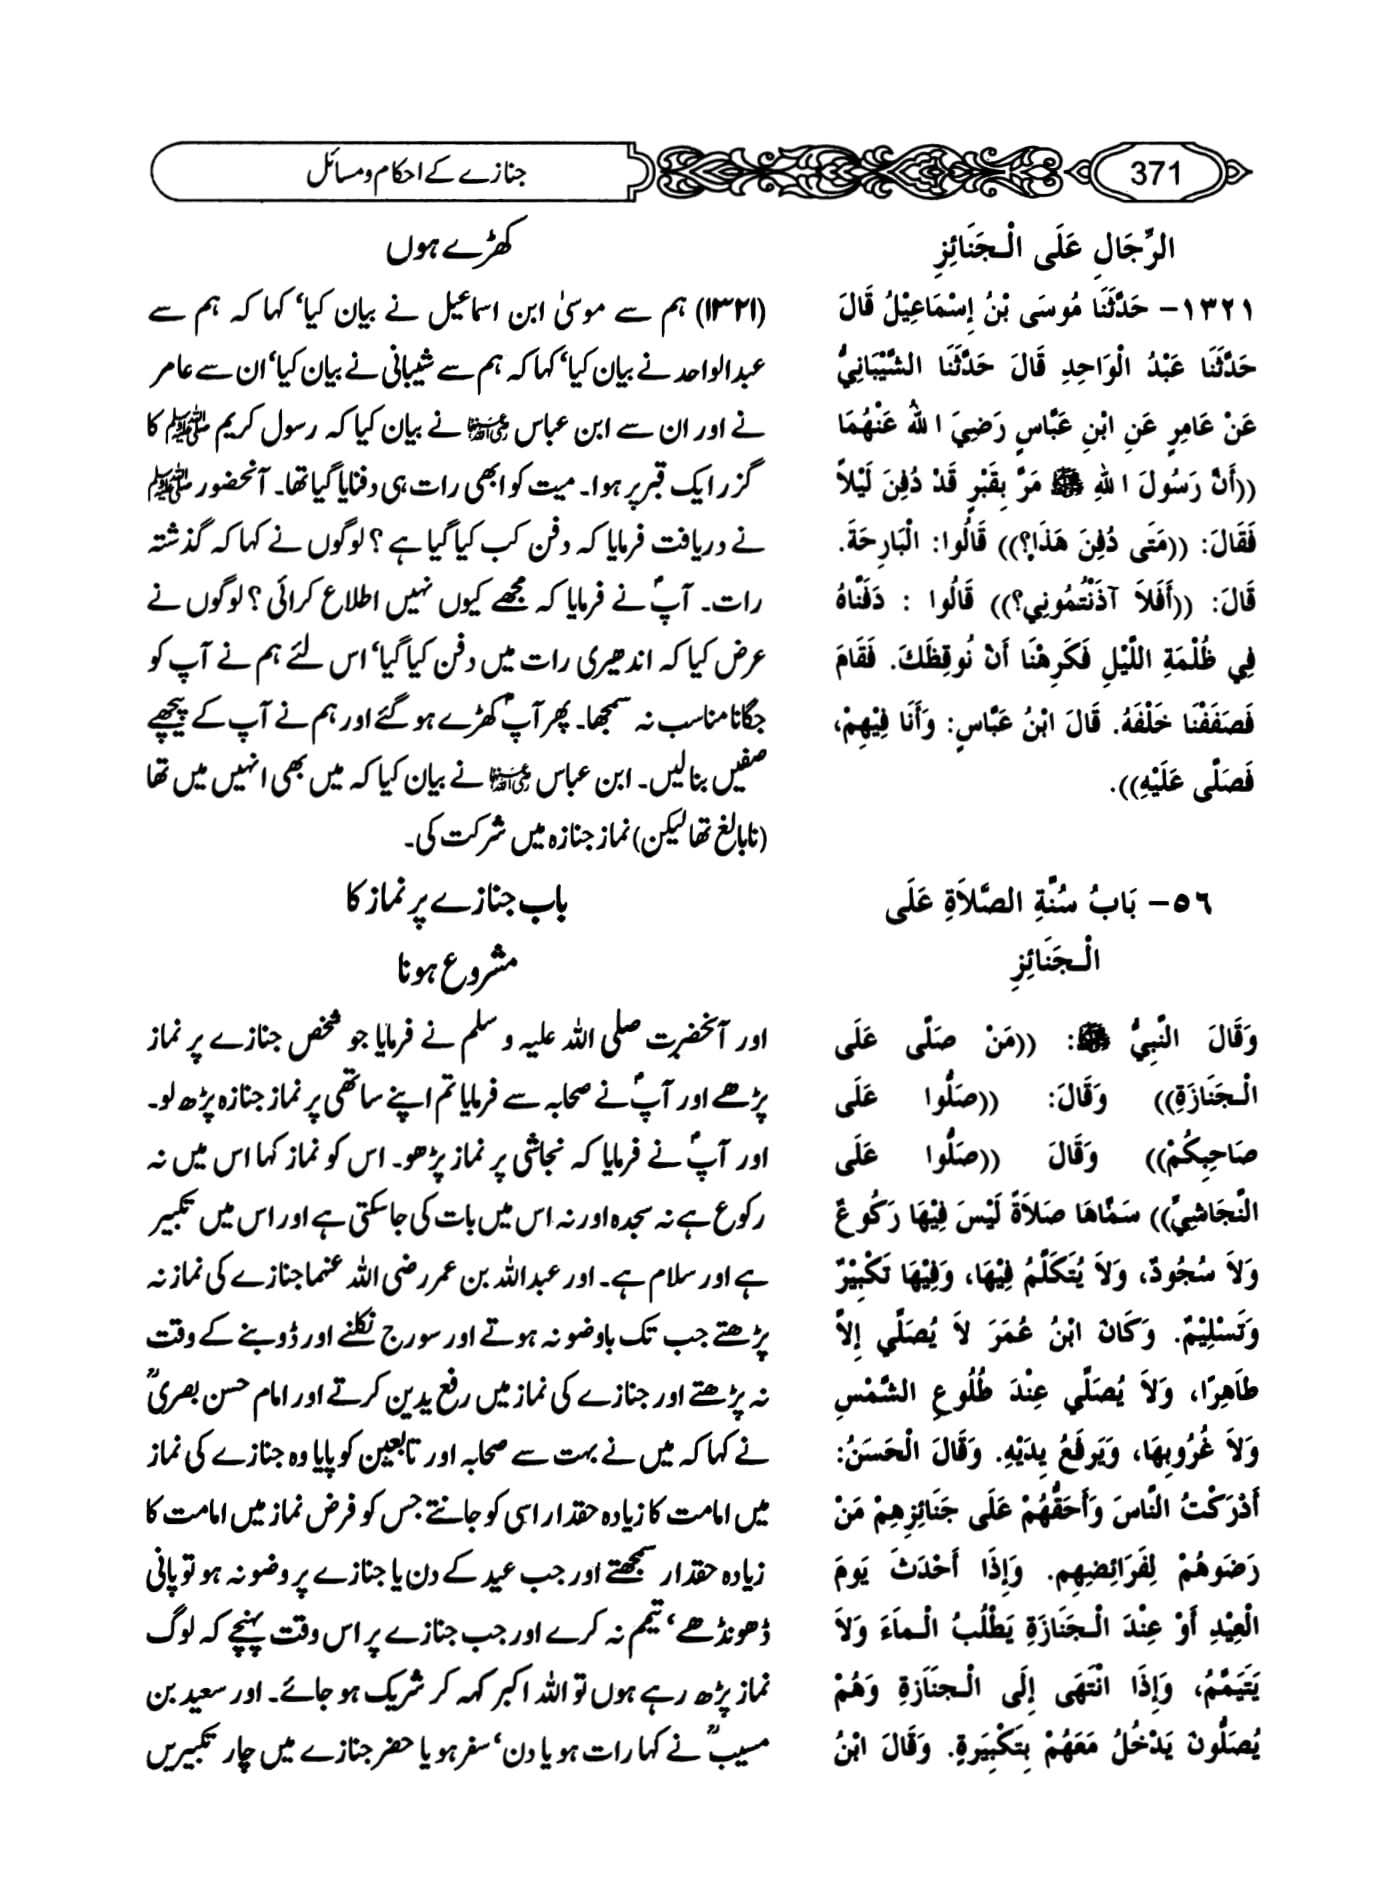 371
جنازے کے احکام و مسائل
الرِّجَالِ عَلَى الْجَنَائِزِ
١٣٢١- حَدَّثَنَا مُوسَى بْنُ إِسْمَاعِيْلُ قَالَ
حَدَّثَنَا عَبْدُ الْوَاحِدِ قَالَ حَدَّثَنَا الشَّيْبَانِيُّ
عَنْ عَامِرٍ عَنِ ابْنِ عَبَّاسٍ رَضِيَ اللهُ عَنْهُمَا
((أَنَّ رَسُولَ اللهِ ﷺ مَرَّ بِقَبْرٍ قَدْ دُفِنَ لَيْلاً
فَقَالَ: ((مَتَى دُفِنَ هَذَا؟)) قَالُوا: الْبَارِحَةَ.
قَالَ: ((أَفَلاَ آذَنْتُمُونِي؟)) قَالُوا : دَفَنَّاهُ
فِي ظُلْمَةِ اللَّيْلِ فَكَرِهْنَا أَنْ نُوقِظَكَ. فَقَامَ
فَصَفَفْنَا خَلْفَهُ. قَالَ ابْنُ عَبَّاسٍ: وَأَنَا فِيْهِمْ،
فَصَلَّى عَلَيْهِ)).
٥٦- بَابُ سُنَّةِ الصَّلاَةِ عَلَى
الْجَنَائِزِ
وَقَالَ النَّبِيُّ ﷺ: ((مَنْ صَلَّى عَلَى
الْجَنَازَةِ)) وَقَالَ: ((صَلُّوا عَلَى
صَاحِبِكُمْ)) وَقَالَ ((صَلُّوا عَلَى
النَّجَاشِيِّ)) سَمَّاهَا صَلاَةً لَيْسَ فِيْهَا رَكُوعٌ
وَلاَ سُجُودٌ، وَلاَ يُتَكَلَّمُ فِيْهَا، وَفِيْهَا تَكْبِيْرٌ
وَتَسْلِيْمٌ. وَكَانَ ابْنُ عُمَرَ لاَ يُصَلِّي إِلاَّ
طَاهِرًا، وَلاَ يُصَلِّي عِنْدَ طُلُوعِ الشَّمْسِ
وَلاَ غُرُوبِهَا، وَيَرفَعُ يَدَيْهِ. وَقَالَ الْحَسَنُ:
أَدْرَكْتُ النَّاسَ وَأَحَقُّهُمْ عَلَى جَنَائِزِهِمْ مَنْ
رَضَوهُمْ لِفَرَائِضِهِم. وَإِذَا أَحْدَثَ يَومَ
الْعِيْدِ أَوْ عِنْدَ الْجَنَازَةِ يَطْلُبُ الْمَاءَ وَلاَ
يَتَيَمَّمُ، وَإِذَا انْتَهَى إِلَى الْجنَازَةِ وَهُمْ
يُصَلُّونَ يَدْخُلُ مَعَهُمْ بِتَكْبِيَرةٍ. وَقَالَ ابْنُ
کھڑے ہوں
(۱۳۲۱) ہم سے موسیٰ ابن اسماعیل نے بیان کیا‘ کہا کہ ہم سے
عبدالواحد نے بیان کیا‘ کہا کہ ہم سے شیبانی نے بیان کیا‘ ان سے عامر
نے اور ان سے ابن عباس رضی اللہ عنہما نے بیان کیا کہ رسول کریم ﷺ کا
گزر ایک قبر پر ہوا۔ میت کو ابھی رات ہی دفنایا گیا تھا۔ آنحضور ﷺ
نے دریافت فرمایا کہ دفن کب کیا گیا ہے؟ لوگوں نے کہا کہ گذشتہ
رات۔ آپؐ نے فرمایا کہ مجھے کیوں نہیں اطلاع کرائی؟ لوگوں نے
عرض کیا کہ اندھیری رات میں دفن کیا گیا‘ اس لئے ہم نے آپ کو
جگانا مناسب نہ سمجھا۔ پھر آپؐ کھڑے ہو گئے اور ہم نے آپ کے پیچھے
صفیں بنا لیں۔ ابن عباس رضی اللہ عنہما نے بیان کیا کہ میں بھی انہیں میں تھا
(نابالغ تھا لیکن) نماز جنازہ میں شرکت کی۔
باب جنازے پر نماز کا
مشروع ہونا
اور آنحضرت صلی اللہ علیہ و سلم نے فرمایا جو شخص جنازے پر نماز
پڑھے اور آپؐ نے صحابہ سے فرمایا تم اپنے ساتھی پر نماز جنازہ پڑھ لو۔
اور آپؐ نے فرمایا کہ نجاشی پر نماز پڑھو۔ اس کو نماز کہا اس میں نہ
رکوع ہے نہ سجدہ اور نہ اس میں بات کی جا سکتی ہے اور اس میں تکبیر
ہے اور سلام ہے۔ اور عبداللہ بن عمر رضی اللہ عنہما جنازے کی نماز نہ
پڑھتے جب تک باوضو نہ ہوتے اور سورج نکلنے اور ڈوبنے کے وقت
نہ پڑھتے اور جنازے کی نماز میں رفع یدین کرتے اور امام حسن بصریؒ
نے کہا کہ میں نے بہت سے صحابہ اور تابعین کو پایا وہ جنازے کی نماز
میں امامت کا زیادہ حقدار اسی کو جانتے جس کو فرض نماز میں امامت کا
زیادہ حقدار سمجھتے اور جب عید کے دن یا جنازے پر وضو نہ ہو تو پانی
ڈھونڈھے‘ تیمم نہ کرے اور جب جنازے پر اس وقت پہنچے کہ لوگ
نماز پڑھ رہے ہوں تو اللہ اکبر کہہ کر شریک ہو جائے۔ اور سعید بن
مسیبؒ نے کہا رات ہو یا دن‘ سفر ہو یا حضر جنازے میں چار تکبیریں